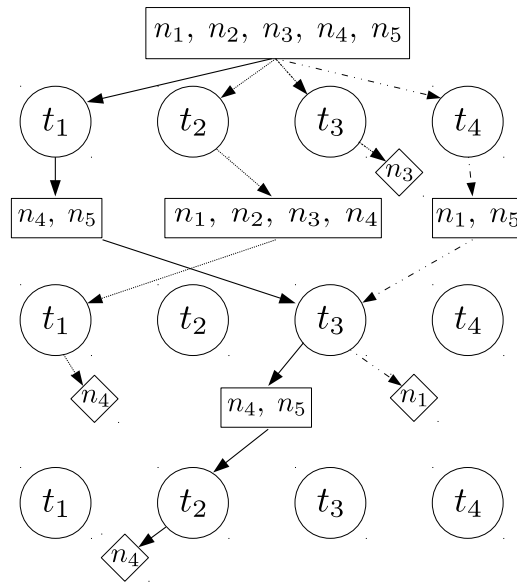 n₁, n₂, n₃, n₄, n₅
t₁ t₂ t₃ t₄
n₃
n₄, n₅ n₁, n₂, n₃, n₄ n₁, n₅
t₁ t₂ t₃ t₄
n₄ n₄, n₅ n₁
t₁ t₂ t₃ t₄
n₄